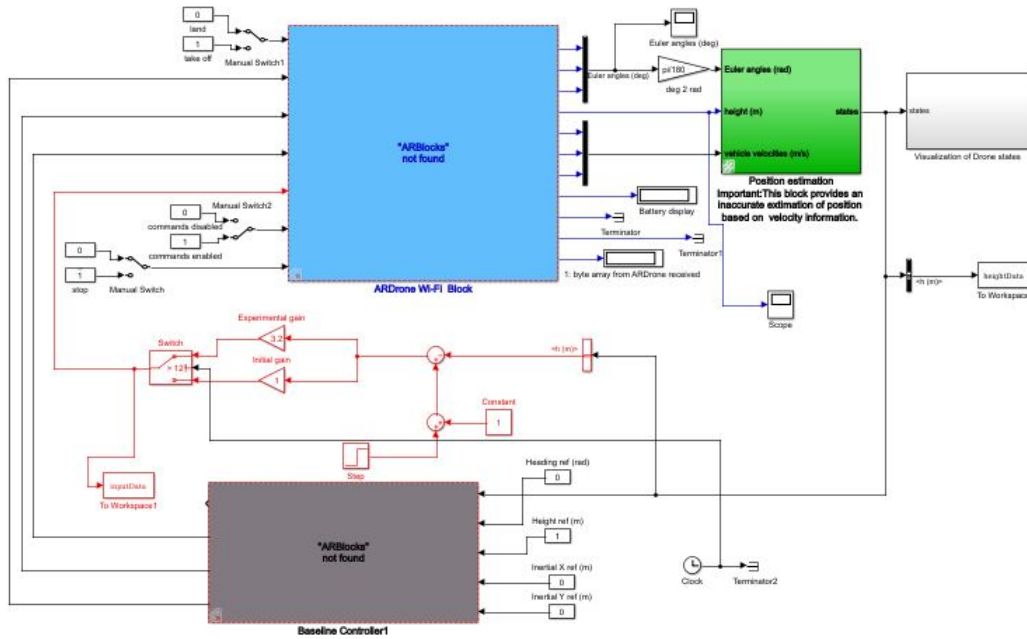 0
land
1
take off
Manual Switch1
"ARBlocks"
not found
Euler angles (deg)
Euler angles (deg)
pi/180
deg 2 rad
Euler angles (rad)
height (m)
states
vehicle velocities (m/s)
Position estimation
Important:This block provides an
inaccurate extimation of position
based on velocity information.
states
Visualization of Drone states
Manual Switch2
0
commands disabled
1
commands enabled
0
1
stop
Manual Switch
Battery display
Terminator
Terminator1
1: byte array from ARDrone received
ARDrone Wi-Fi Block
Scope
<h (m)>
heightData
To Workspace
Experimental gain
3.2
Switch
Initial gain
1
<h (m)>
Constant
1
Step
inputData
To Workspace1
Heading ref (rad)
0
"ARBlocks"
not found
Height ref (m)
1
Inertial X ref (m)
0
Inertial Y ref (m)
0
Clock
Terminator2
Baseline Controller1